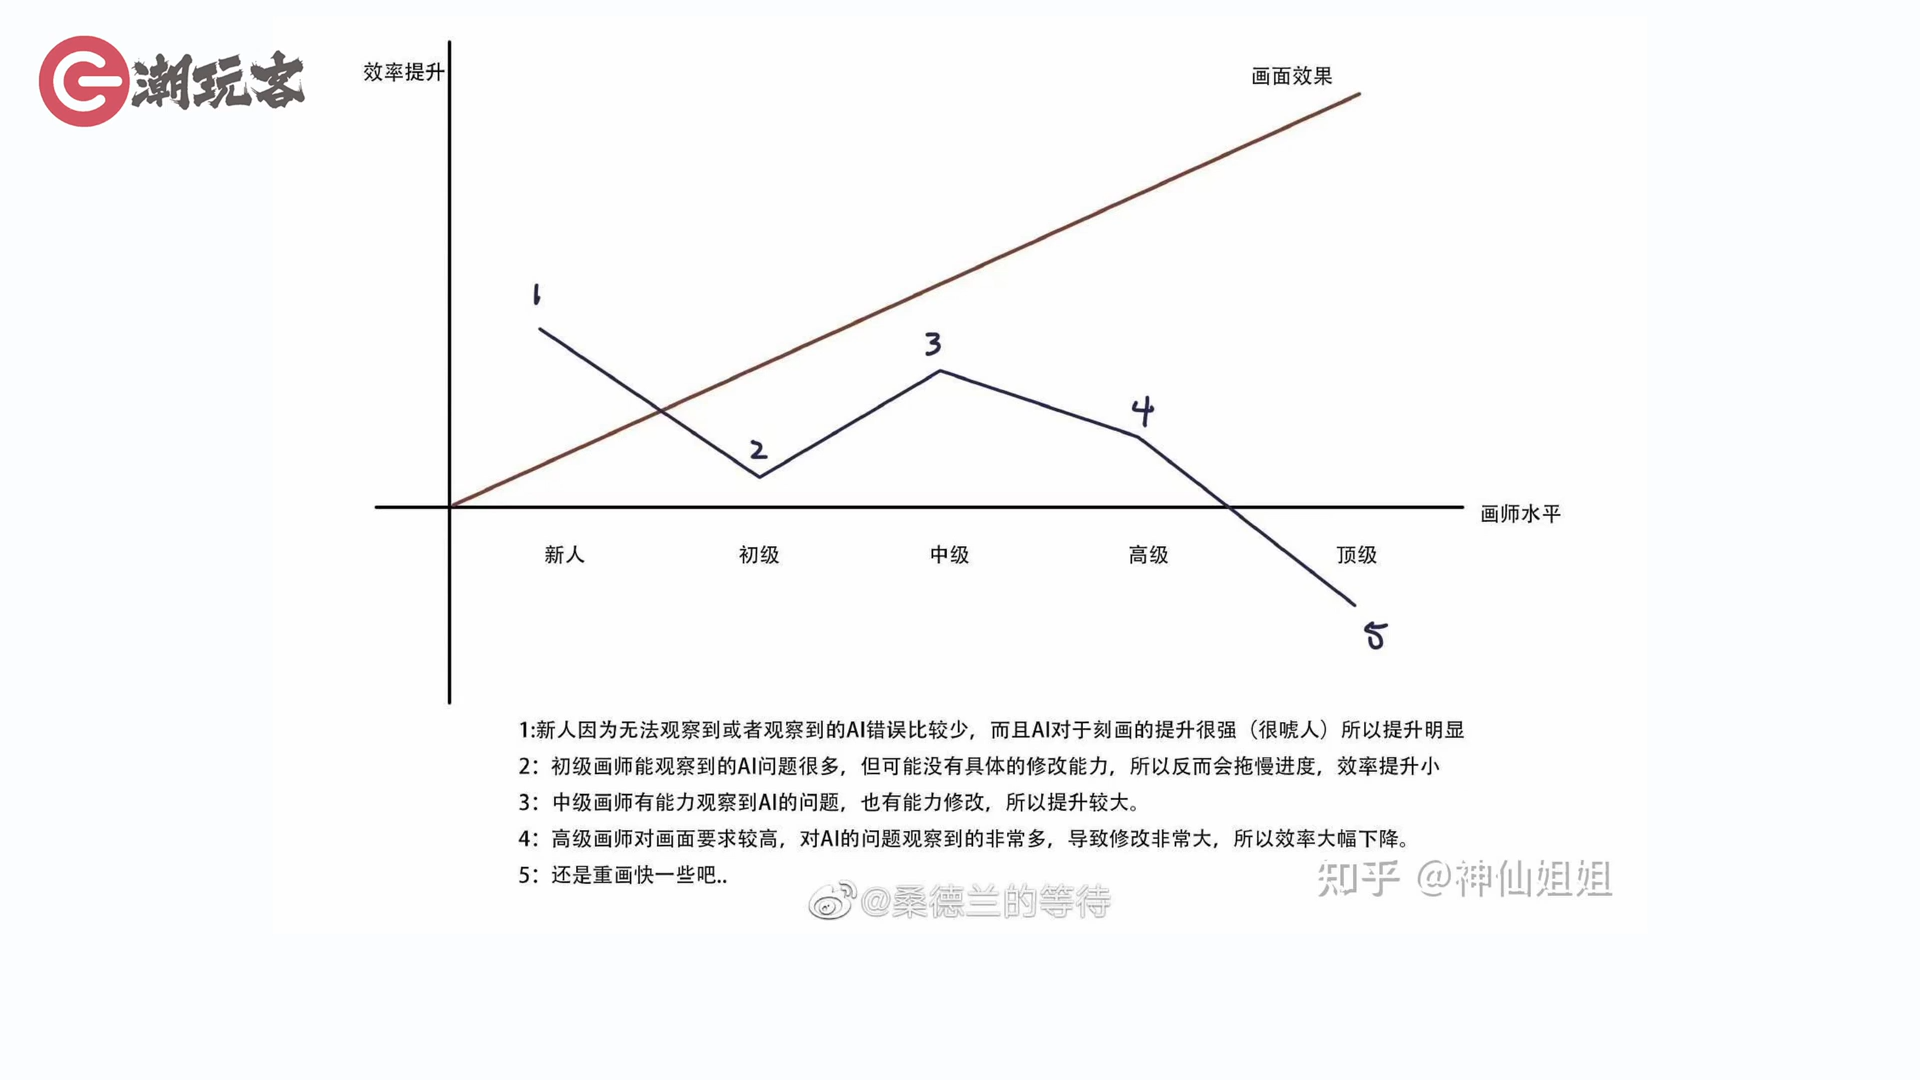 潮玩客
效率提升
画面效果
1
2
3
4
5
画师水平
新人
初级
中级
高级
顶级
1:新人因为无法观察到或者观察到的AI错误比较少，而且AI对于刻画的提升很强（很唬人）所以提升明显
2：初级画师能观察到的AI问题很多，但可能没有具体的修改能力，所以反而会拖慢进度，效率提升小
3：中级画师有能力观察到AI的问题，也有能力修改，所以提升较大。
4：高级画师对画面要求较高，对AI的问题观察到的非常多，导致修改非常大，所以效率大幅下降。
5：还是重画快一些吧..
知乎 @神仙姐姐
@桑德兰的等待